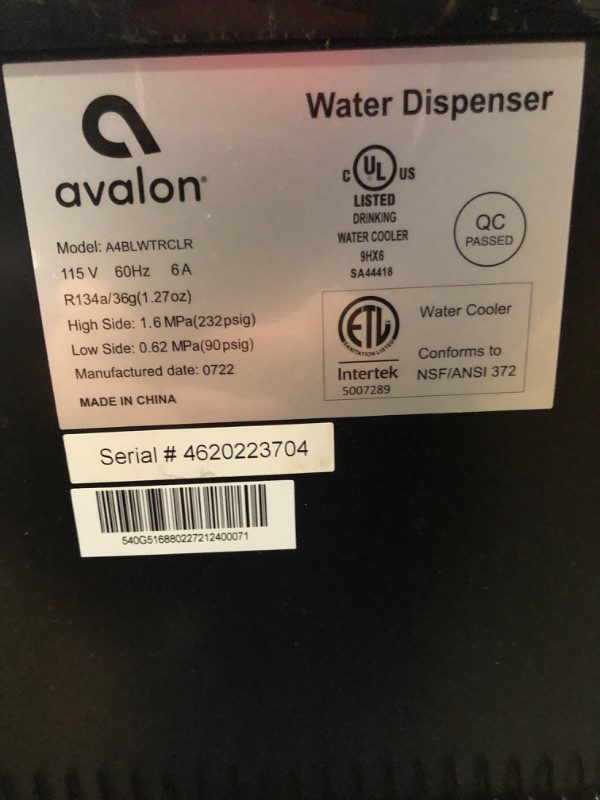 avalon®
Water Dispenser
Model: A4BLWTRCLR
115 V 60Hz 6A
R134a/36g(1.27oz)
High Side: 1.6 MPa(232psig)
Low Side: 0.62 MPa(90psig)
Manufactured date: 0722
MADE IN CHINA
C UL US
LISTED
DRINKING
WATER COOLER
9HX6
SA44418
QC
PASSED
ETL
SANITATION LISTED
Intertek
5007289
Water Cooler
Conforms to
NSF/ANSI 372
Serial # 4620223704
540G516880227212400071